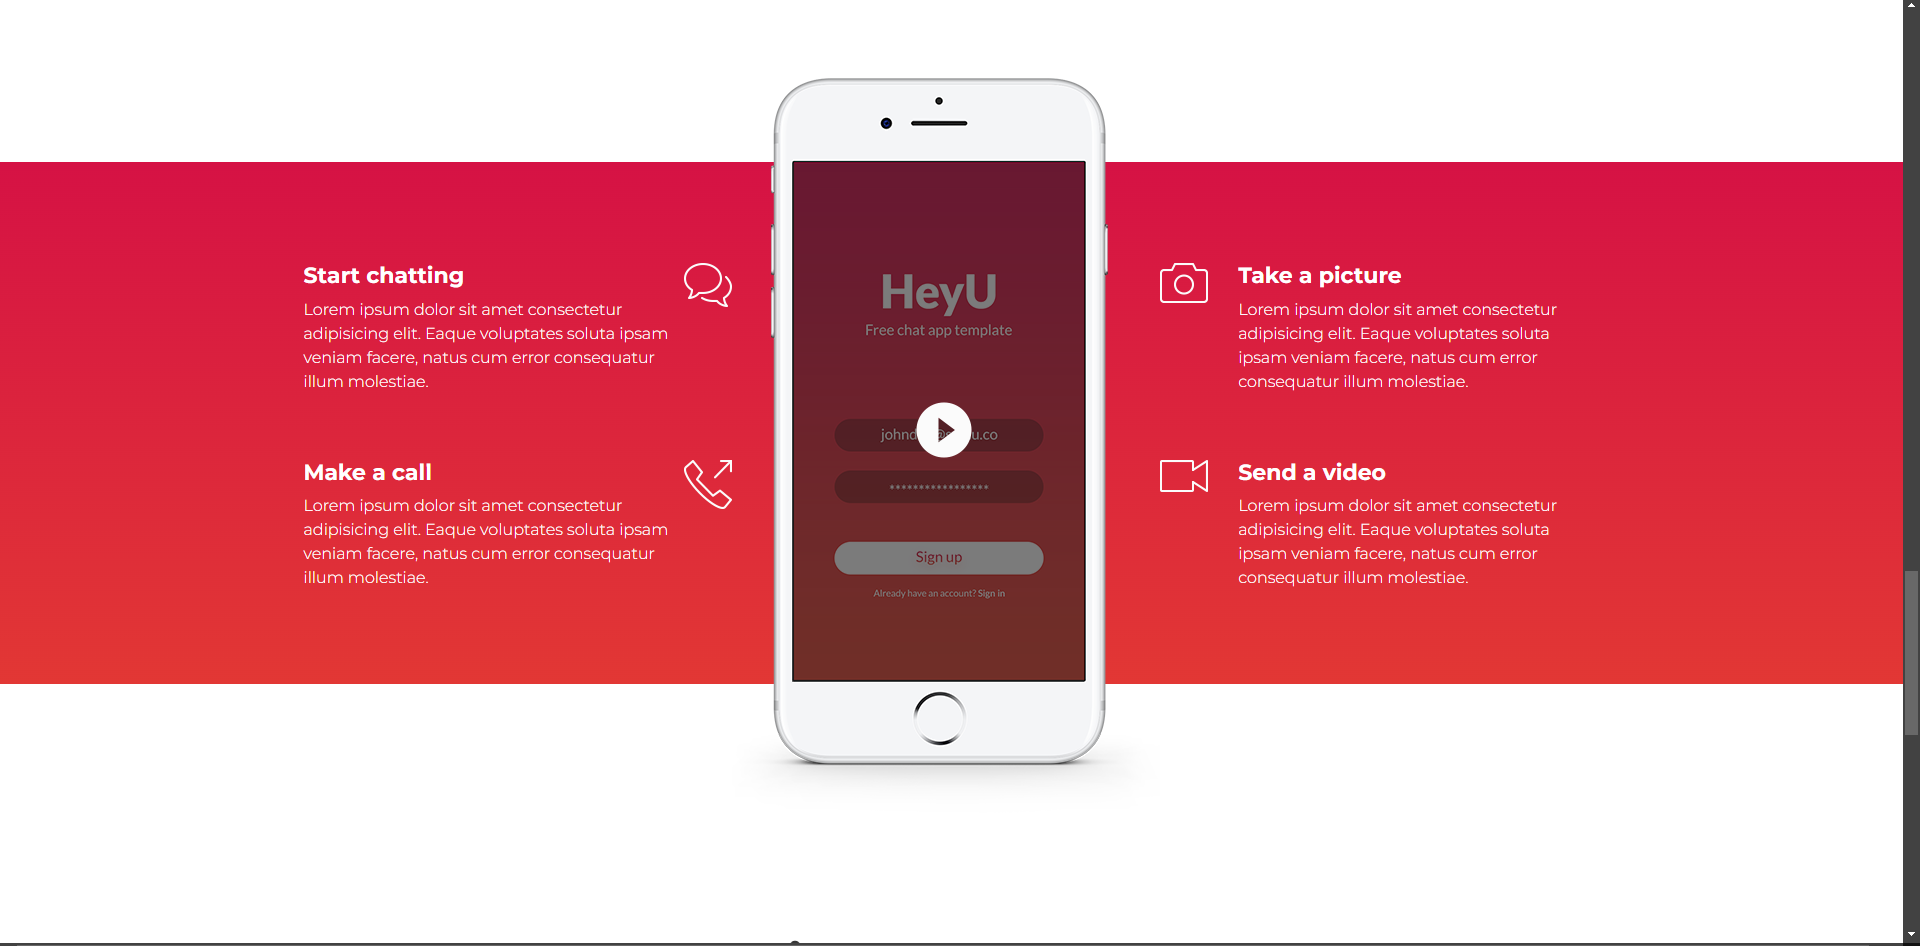 Start chatting
Lorem ipsum dolor sit amet consectetur
adipisicing elit. Eaque voluptates soluta ipsam
veniam facere, natus cum error consequatur
illum molestiae.
Make a call
Lorem ipsum dolor sit amet consectetur
adipisicing elit. Eaque voluptates soluta ipsam
veniam facere, natus cum error consequatur
illum molestiae.
HeyU
Free chat app template
•••••••••••••••••
Sign up
Already have an account? Sign in
Take a picture
Lorem ipsum dolor sit amet consectetur
adipisicing elit. Eaque voluptates soluta
ipsam veniam facere, natus cum error
consequatur illum molestiae.
Send a video
Lorem ipsum dolor sit amet consectetur
adipisicing elit. Eaque voluptates soluta
ipsam veniam facere, natus cum error
consequatur illum molestiae.